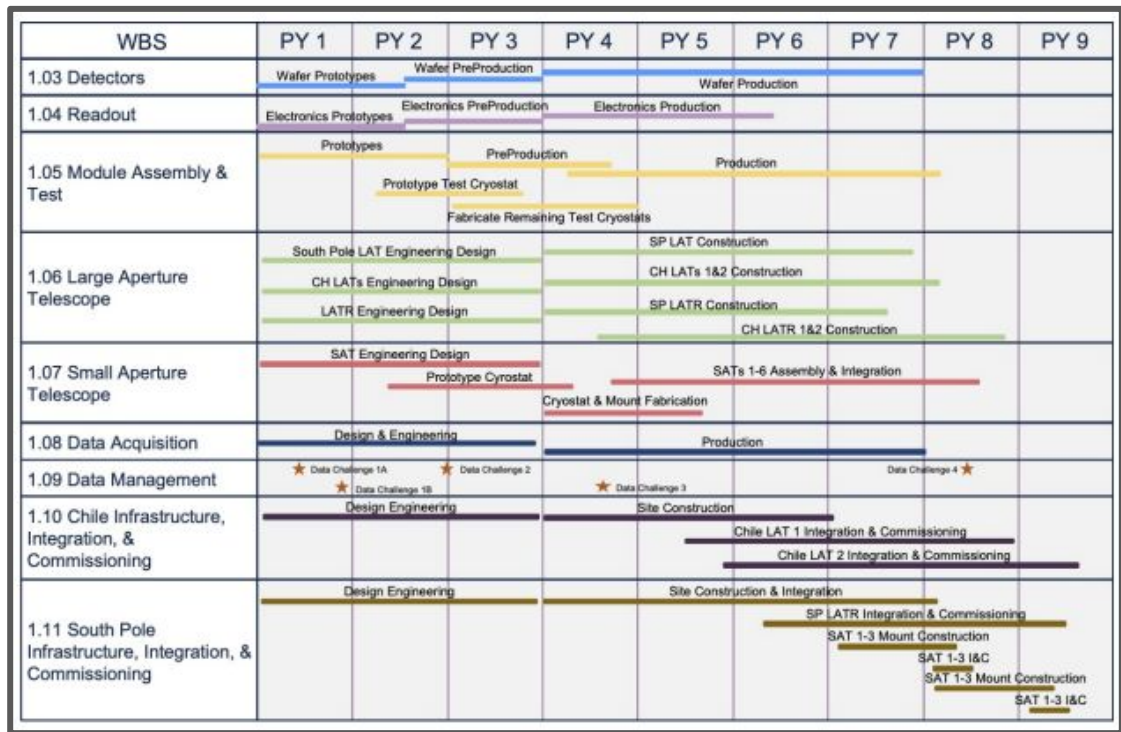 WBS PY 1 PY 2 PY 3 PY 4 PY 5 PY 6 PY 7 PY 8 PY 9
1.03 Detectors
Wafer Prototypes
Wafer PreProduction
Wafer Production
1.04 Readout
Electronics Prototypes
Electronics PreProduction
Electronics Production
1.05 Module Assembly &
Test
Prototypes
PreProduction
Production
Prototype Test Cryostat
Fabricate Remaining Test Cryostats
1.06 Large Aperture
Telescope
South Pole LAT Engineering Design
SP LAT Construction
CH LATs Engineering Design
CH LATs 1&2 Construction
LATR Engineering Design
SP LATR Construction
CH LATR 1&2 Construction
1.07 Small Aperture
Telescope
SAT Engineering Design
Prototype Cyrostat
SATs 1-6 Assembly & Integration
Cryostat & Mount Fabrication
1.08 Data Acquisition
Design & Engineering
Production
1.09 Data Management
Data Challenge 1A
Data Challenge 2
Data Challenge 4
Data Challenge 1B
Data Challenge 3
1.10 Chile Infrastructure,
Integration, &
Commissioning
Design Engineering
Site Construction
Chile LAT 1 Integration & Commissioning
Chile LAT 2 Integration & Commissioning
1.11 South Pole
Infrastructure, Integration, &
Commissioning
Design Engineering
Site Construction & Integration
SP LATR Integration & Commissioning
SAT 1-3 Mount Construction
SAT 1-3 I&C
SAT 1-3 Mount Construction
SAT 1-3 I&C